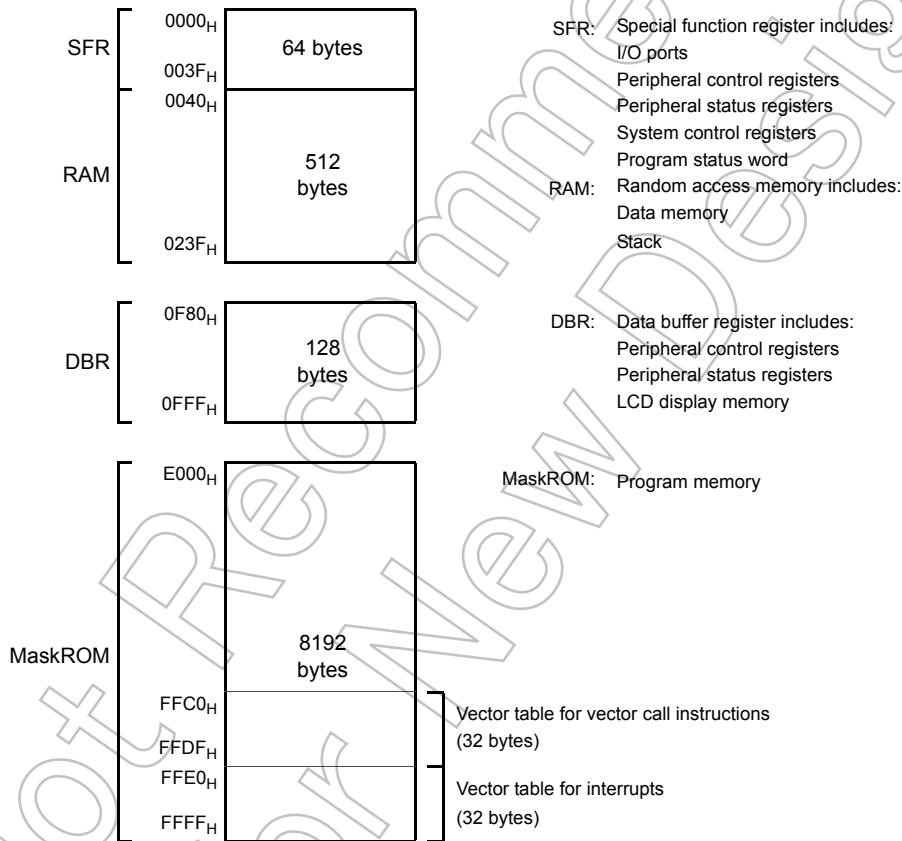 SFR
0000H
64 bytes
003FH
RAM
0040H
512
bytes
023FH
DBR
0F80H
128
bytes
0FFFH
MaskROM
E000H
8192
bytes
FFC0H
FFDFH
FFE0H
FFFFH
Vector table for vector call instructions
(32 bytes)
Vector table for interrupts
(32 bytes)
SFR: Special function register includes:
I/O ports
Peripheral control registers
Peripheral status registers
System control registers
Program status word
RAM: Random access memory includes:
Data memory
Stack
DBR: Data buffer register includes:
Peripheral control registers
Peripheral status registers
LCD display memory
MaskROM: Program memory